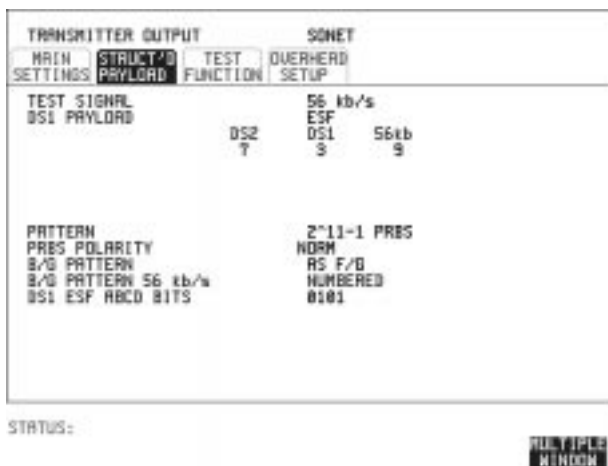 TRANSMITTER OUTPUT SONET
MAIN SETTINGS STRUCT'D PAYLOAD TEST FUNCTION OVERHEAD SETUP
TEST SIGNAL 56 kb/s
DS1 PAYLOAD ESF
DS2 DS1 56kb
7 3 9
PATTERN 2^11-1 PRBS
PRBS POLARITY NORM
B/G PATTERN AS F/G
B/G PATTERN 56 kb/s NUMBERED
DS1 ESF ABCD BITS 0101
STATUS:
MULTIPLE
WINDOW